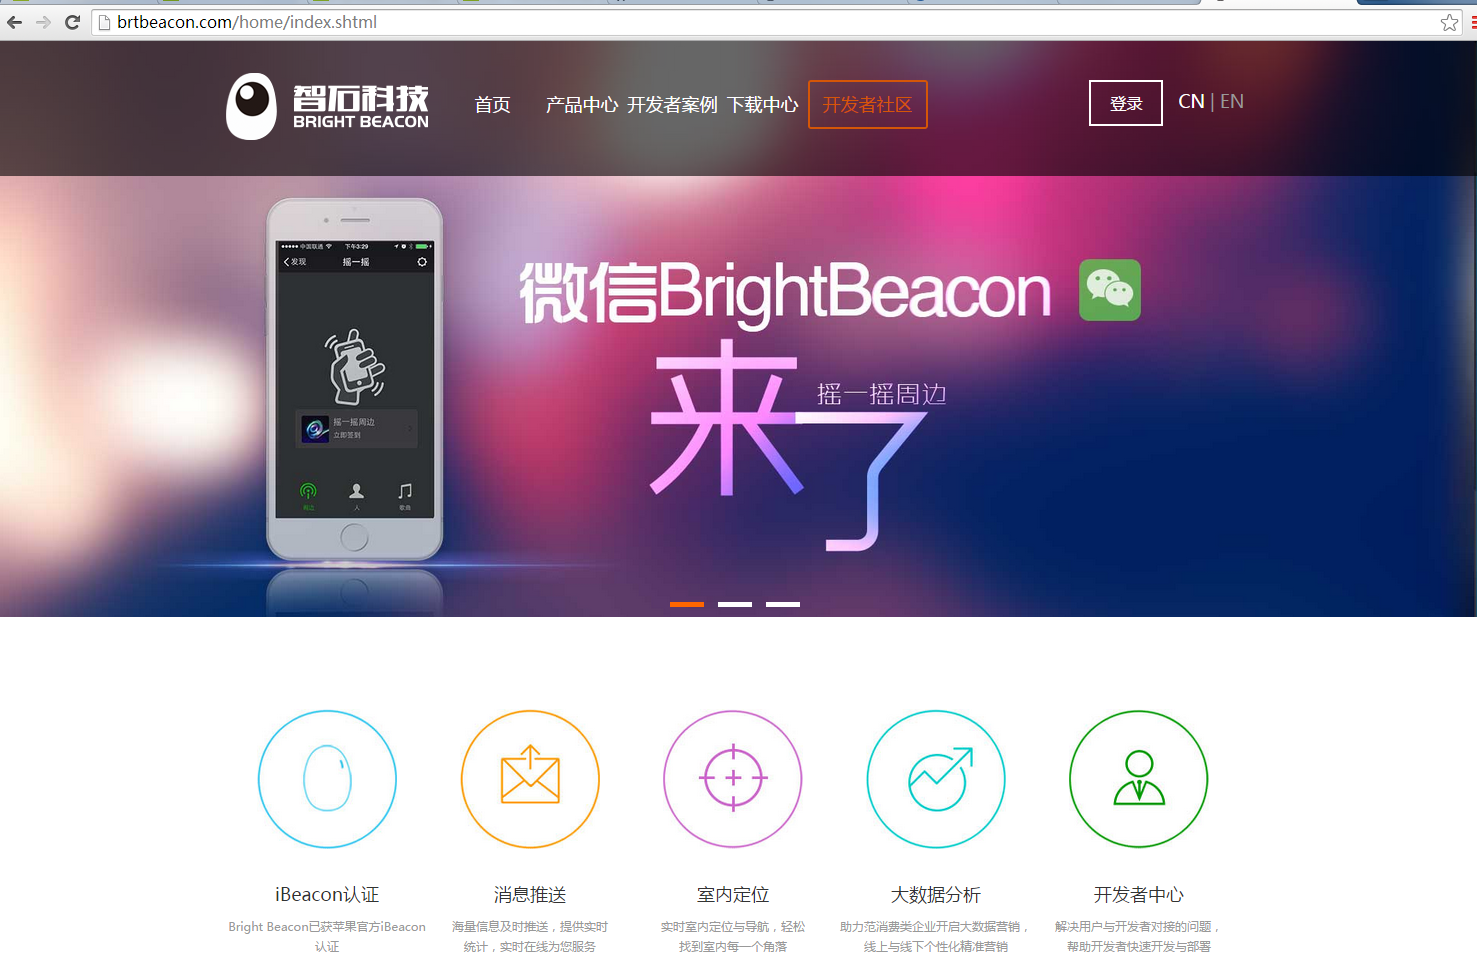 brtbeacon.com/home/index.shtml
智石科技
BRIGHT BEACON
首页 产品中心 开发者案例 下载中心 开发者社区 登录 CN | EN
中国联通 下午3:29
发现 摇一摇
微信BrightBeacon
来了
摇一摇周边
摇一摇周边
立即签到
周边 人 歌曲
iBeacon认证
Bright Beacon已获苹果官方iBeacon
认证
消息推送
海量信息及时推送，提供实时
统计，实时在线为您服务
室内定位
实时室内定位与导航，轻松
找到室内每一个角落
大数据分析
助力范消费类企业开启大数据营销，
线上与线下个性化精准营销
开发者中心
解决用户与开发者对接的问题，
帮助开发者快速开发与部署